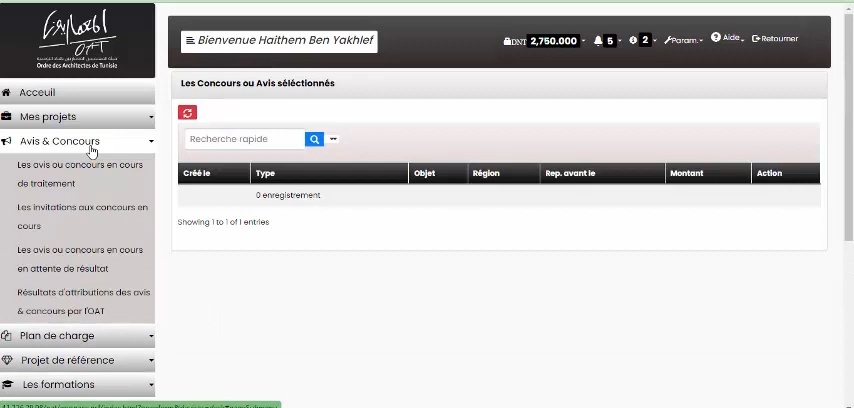 OAT
Ordre des Architectes de Tunisie
Acceuil
Mes projets
Avis & Concours
Les avis ou concours en cours
de traitement
Les invitations aux concours en
cours
Les avis ou concours en cours
en attente de résultat
Résultats d'attributions des avis
& concours par l'OAT
Plan de charge
Projet de référence
Les formations
Bienvenue Haithem Ben Yakhlef
DNT 2,750.000 5 2 Param. Aide Retourner
Les Concours ou Avis séléctionnés
Recherche rapide
Créé le Type Objet Région Rep. avant le Montant Action
0 enregistrement
Showing 1 to 1 of 1 entries